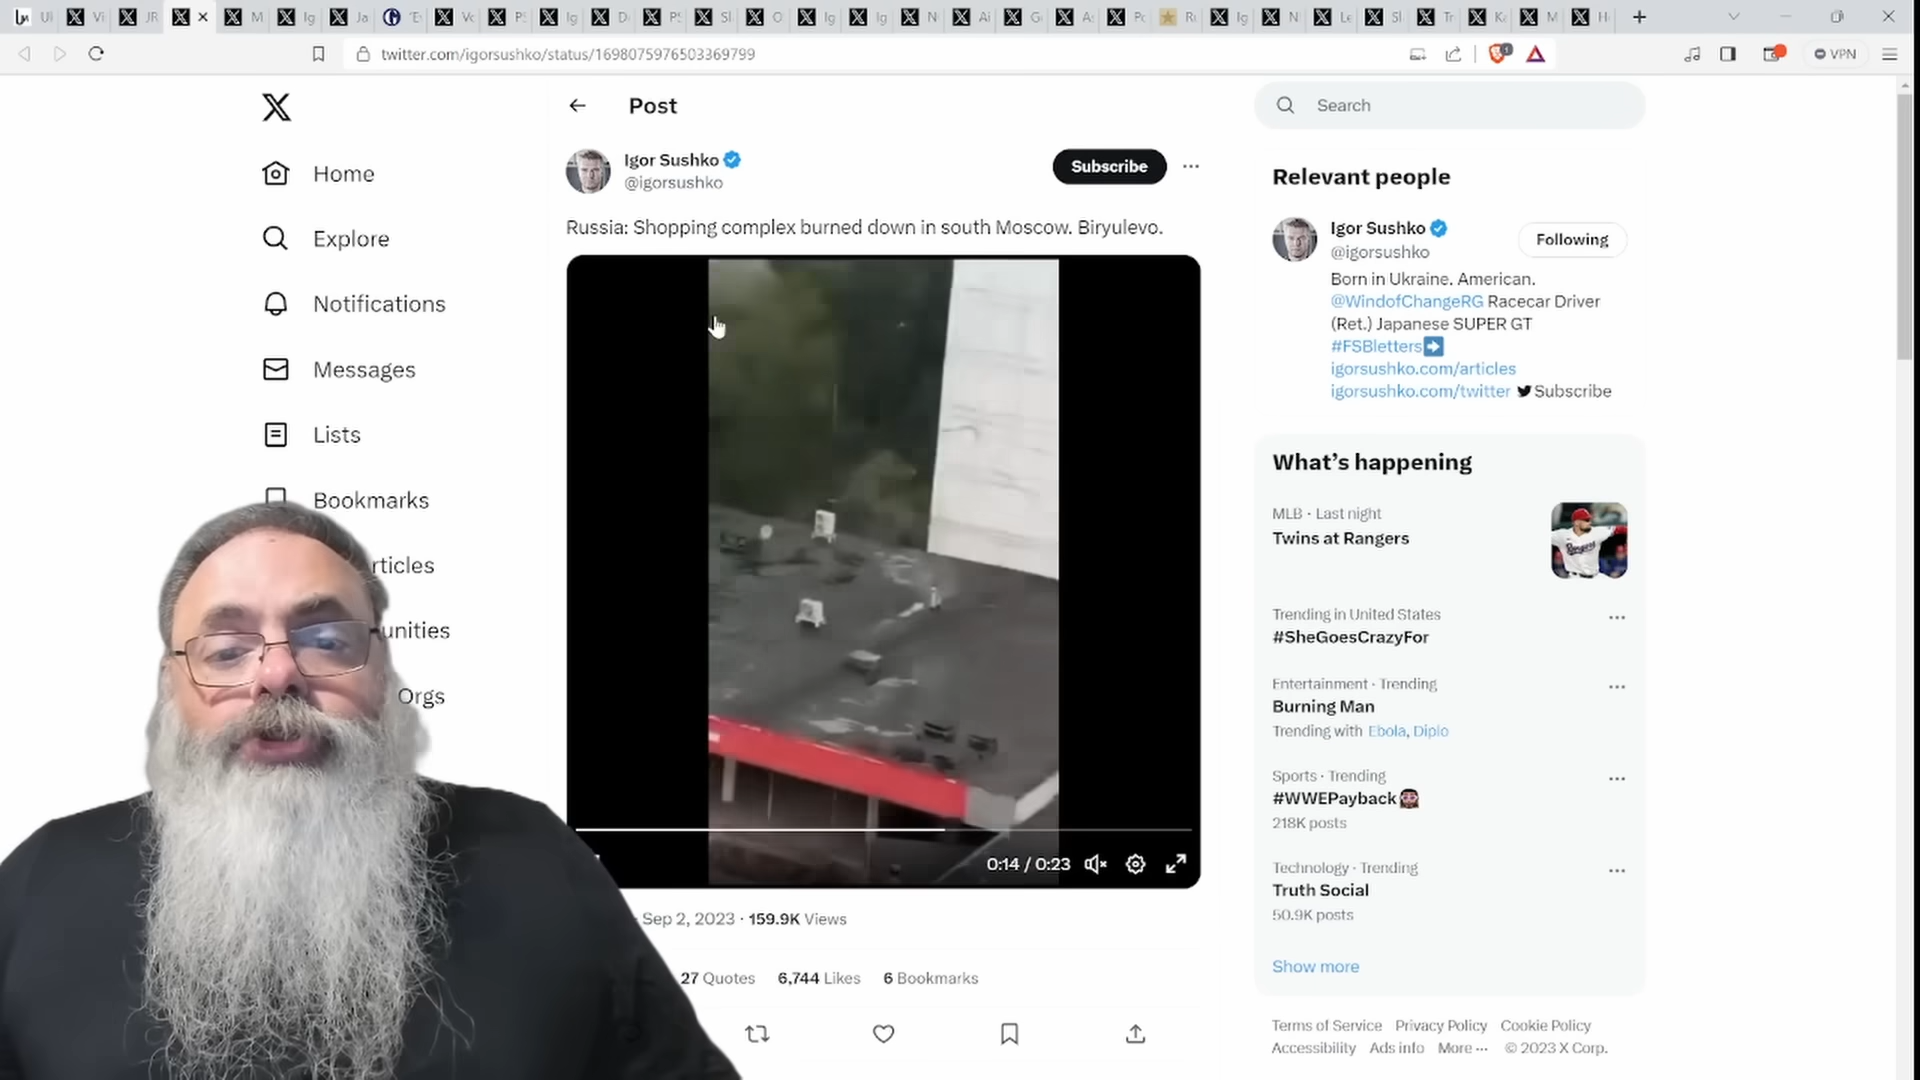 twitter.com/igorsushko/status/1698075976503369799
VPN
Home
Explore
Notifications
Messages
Lists
Bookmarks
rticles
unities
Orgs
Post
Igor Sushko
@igorsushko
Subscribe
Russia: Shopping complex burned down in south Moscow. Biryulevo.
0:14 / 0:23
Sep 2, 2023 · 159.9K Views
27 Quotes 6,744 Likes 6 Bookmarks
Search
Relevant people
Igor Sushko
@igorsushko
Following
Born in Ukraine. American.
@WindofChangeRG Racecar Driver
(Ret.) Japanese SUPER GT
#FSBletters
igorsushko.com/articles
igorsushko.com/twitter Subscribe
What's happening
MLB · Last night
Twins at Rangers
Trending in United States
#SheGoesCrazyFor
Entertainment · Trending
Burning Man
Trending with Ebola, Diplo
Sports · Trending
#WWEPayback
218K posts
Technology · Trending
Truth Social
50.9K posts
Show more
Terms of Service Privacy Policy Cookie Policy
Accessibility Ads info More ··· © 2023 X Corp.